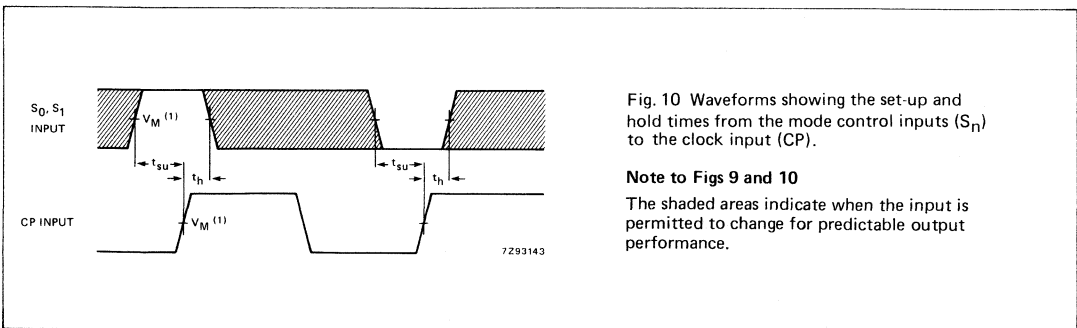 S0, S1
INPUT
VM (1)
tsu
th
tsu
th
CP INPUT
VM (1)
7Z93143
Fig. 10 Waveforms showing the set-up and
hold times from the mode control inputs (Sn)
to the clock input (CP).
Note to Figs 9 and 10
The shaded areas indicate when the input is
permitted to change for predictable output
performance.